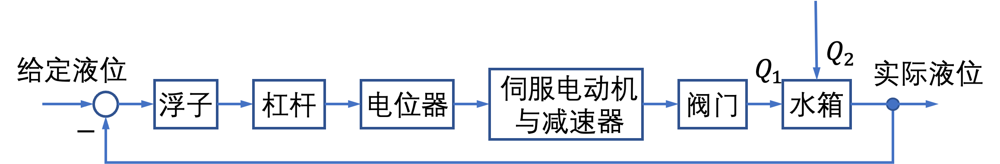 给定液位
−
浮子
杠杆
电位器
伺服电动机
与减速器
阀门
Q₁
水箱
Q₂
实际液位